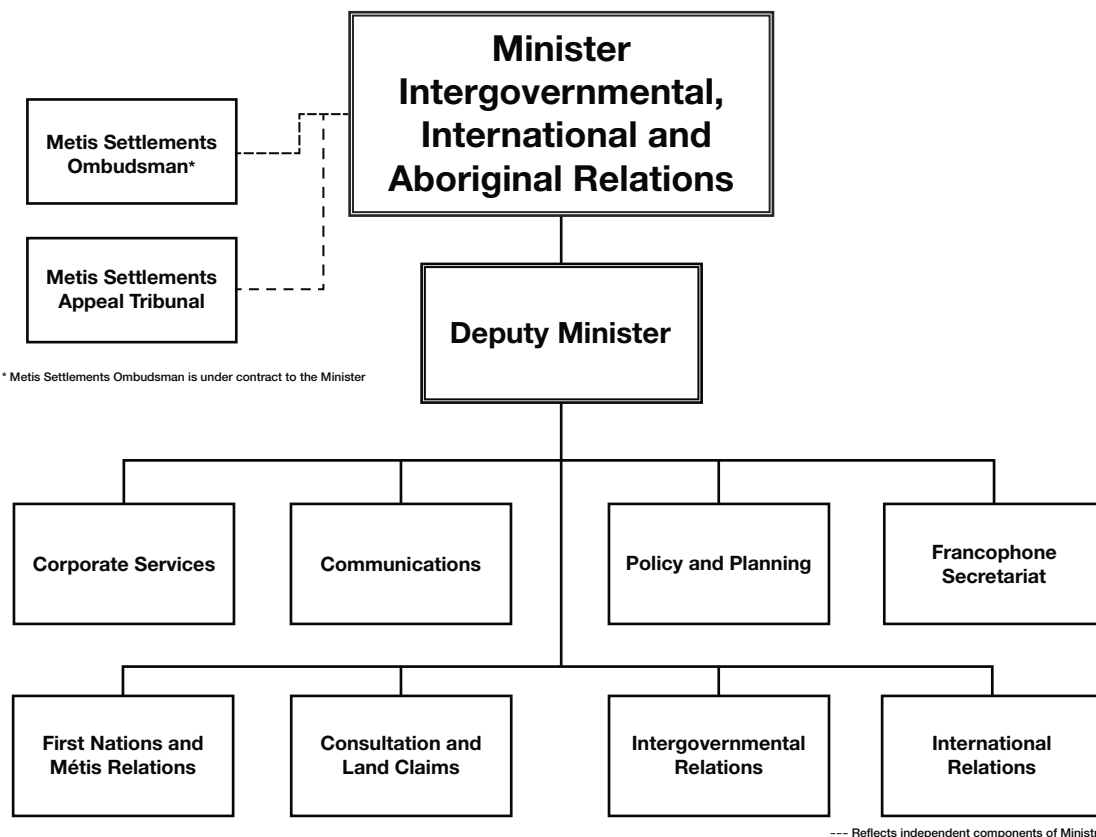 Minister
Intergovernmental,
International and
Aboriginal Relations
Metis Settlements
Ombudsman*
Metis Settlements
Appeal Tribunal
Deputy Minister
* Metis Settlements Ombudsman is under contract to the Minister
Corporate Services
Communications
Policy and Planning
Francophone
Secretariat
First Nations and
Métis Relations
Consultation and
Land Claims
Intergovernmental
Relations
International
Relations
--- Reflects independent components of